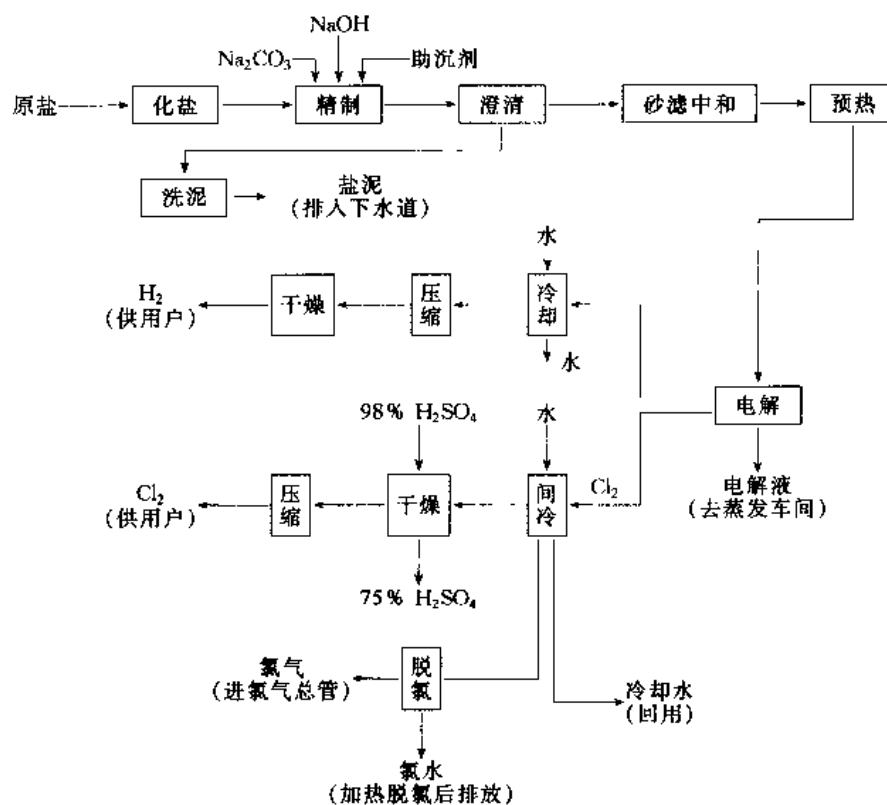 NaOH
Na₂CO₃
助沉剂
原盐
化盐
精制
澄清
砂滤中和
预热
洗泥
盐泥
(排入下水道)
水
H₂
(供用户)
干燥
压缩
冷却
水
电解
98% H₂SO₄
水
Cl₂
(供用户)
压缩
干燥
间冷
Cl₂
电解液
(去蒸发车间)
75% H₂SO₄
氯气
(进氯气总管)
脱氯
冷却水
(回用)
氯水
(加热脱氯后排放)